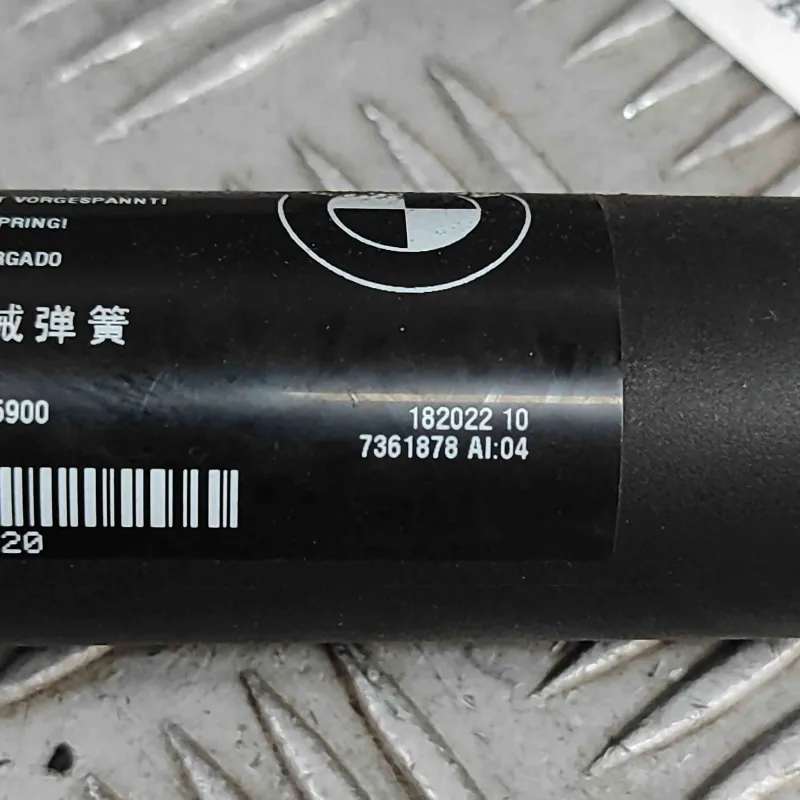 T VORGESPANNT!
PRING!
RGADO
械弹簧
5900
182022 10
7361878 AI:04
20